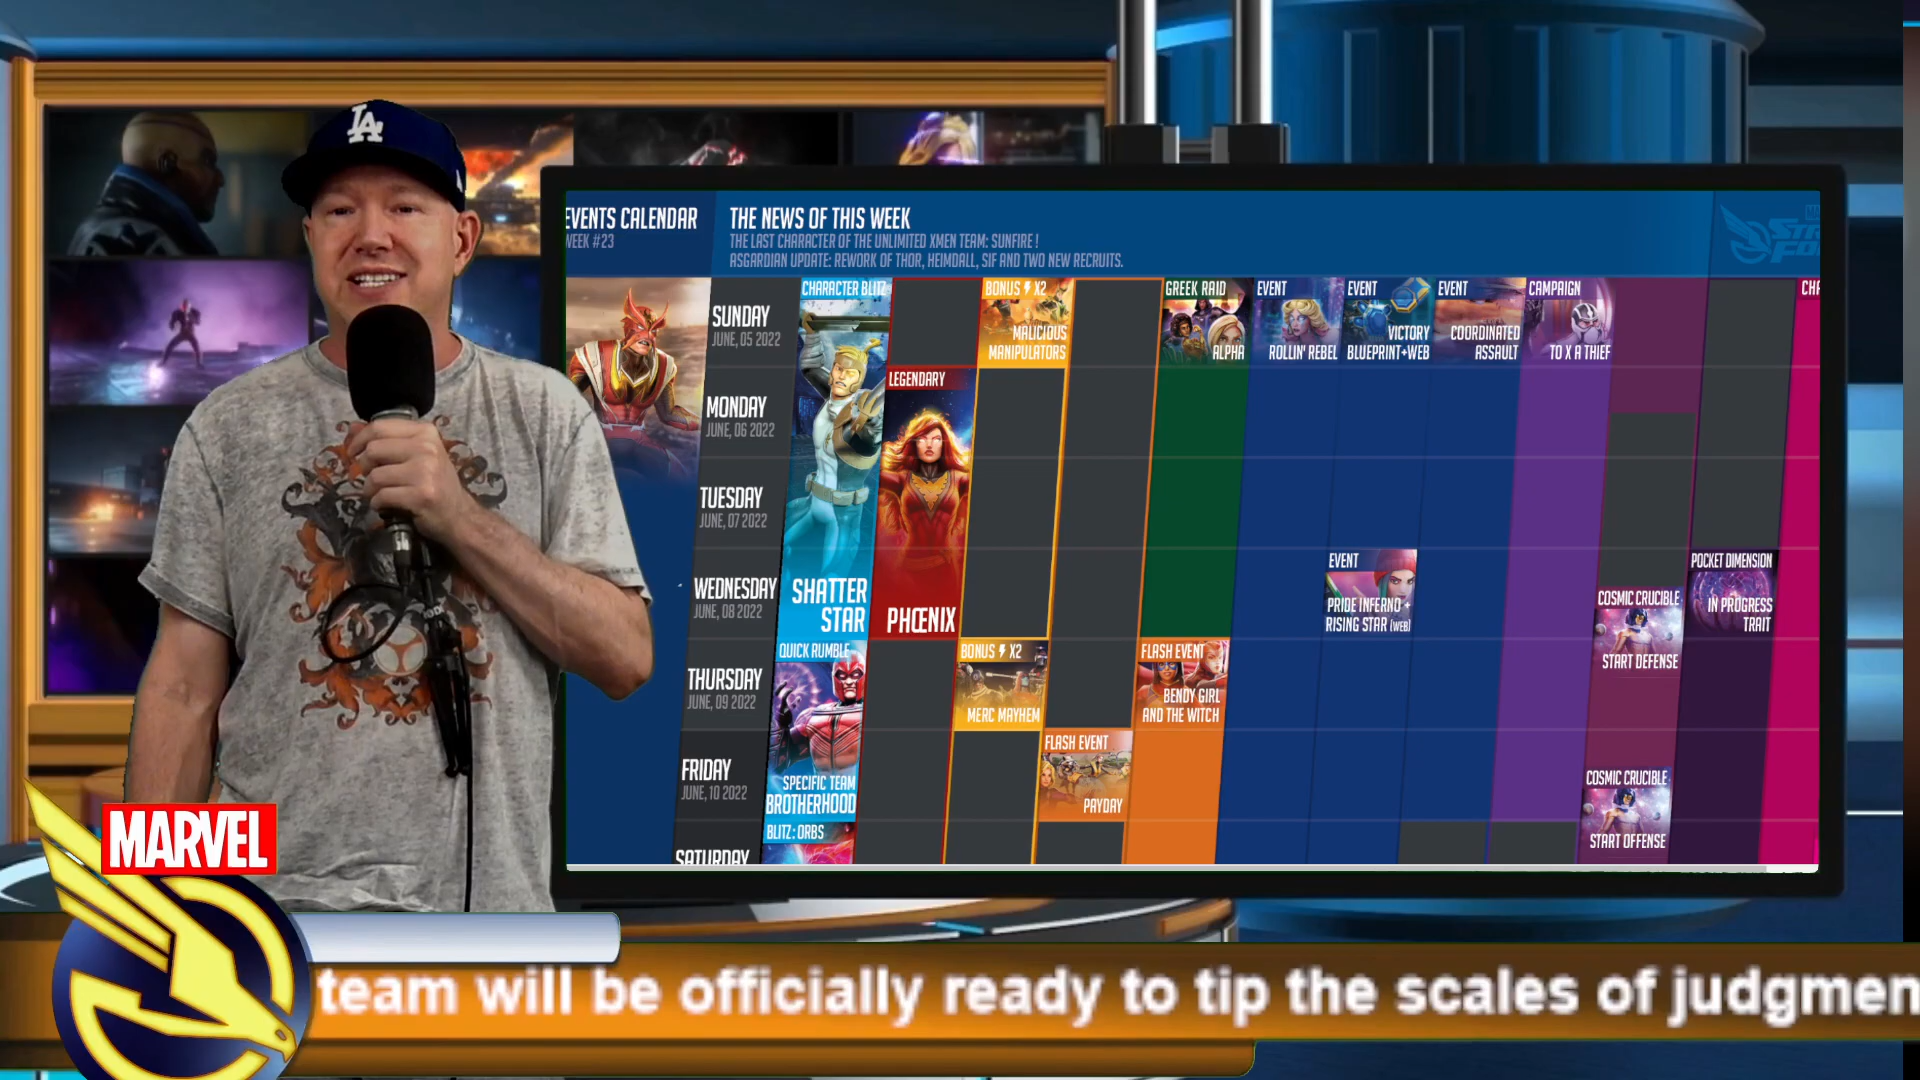 LA
EVENTS CALENDAR
WEEK #23
THE NEWS OF THIS WEEK
THE LAST CHARACTER OF THE UNLIMITED XMEN TEAM: SUNFIRE !
ASGARDIAN UPDATE: REWORK OF THOR, HEIMDALL, SIF AND TWO NEW RECRUITS.
SUNDAY
JUNE, 05 2022
CHARACTER BLITZ
BONUS X2
MALICIOUS
MANIPULATORS
GREEK RAID
ALPHA
EVENT
ROLLIN' REBEL
EVENT
VICTORY
BLUEPRINT+WEB
EVENT
COORDINATED
ASSAULT
CAMPAIGN
TO X A THIEF
LEGENDARY
MONDAY
JUNE, 06 2022
TUESDAY
JUNE, 07 2022
WEDNESDAY
JUNE, 08 2022
SHATTER
STAR
PHŒNIX
EVENT
PRIDE INFERNO +
RISING STAR (WEB)
COSMIC CRUCIBLE
START DEFENSE
POCKET DIMENSION
IN PROGRESS
TRAIT
THURSDAY
JUNE, 09 2022
QUICK RUMBLE
BONUS X2
MERC MAYHEM
FLASH EVENT
BENDY GIRL
AND THE WITCH
FRIDAY
JUNE, 10 2022
SPECIFIC TEAM
BROTHERHOOD
FLASH EVENT
PAYDAY
COSMIC CRUCIBLE
START OFFENSE
SATURDAY
BLITZ: ORBS
MARVEL
team will be officially ready to tip the scales of judgmen